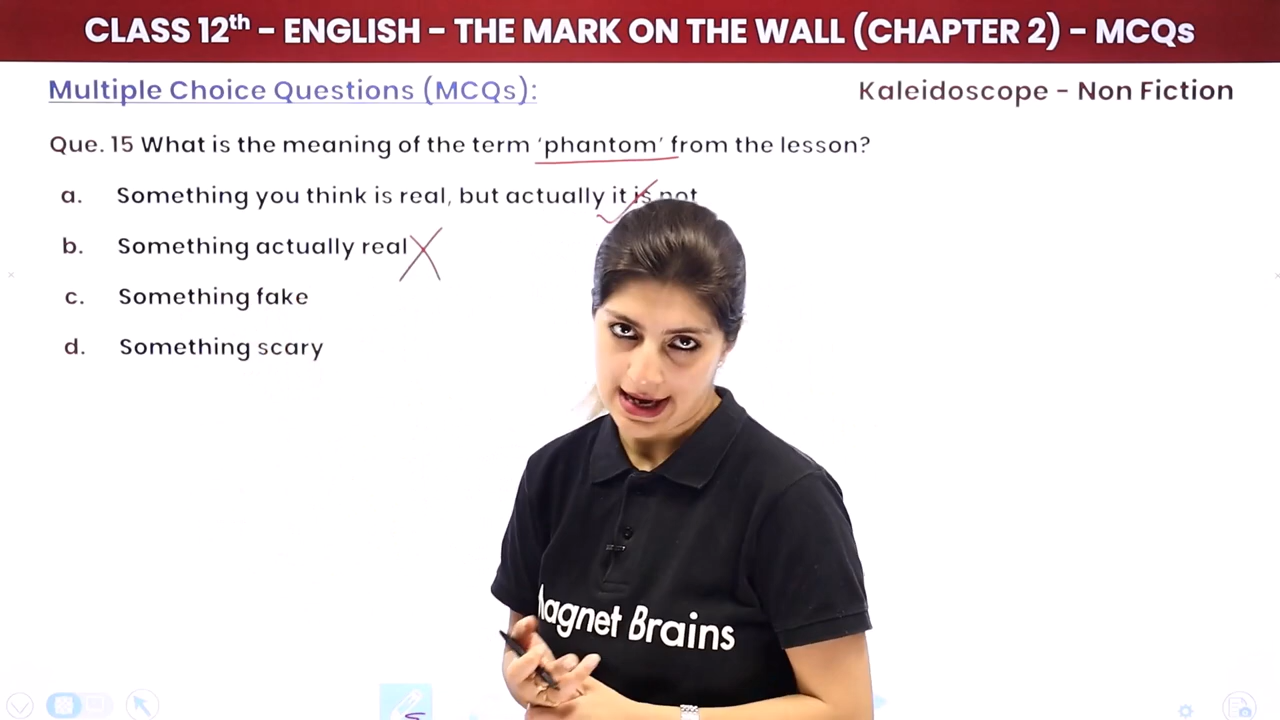 CLASS 12th – ENGLISH – THE MARK ON THE WALL (CHAPTER 2) – MCQs
Multiple Choice Questions (MCQs):
Kaleidoscope - Non Fiction
Que. 15 What is the meaning of the term ‘phantom’ from the lesson?
a. Something you think is real, but actually it is not
b. Something actually real
c. Something fake
d. Something scary
Magnet Brains